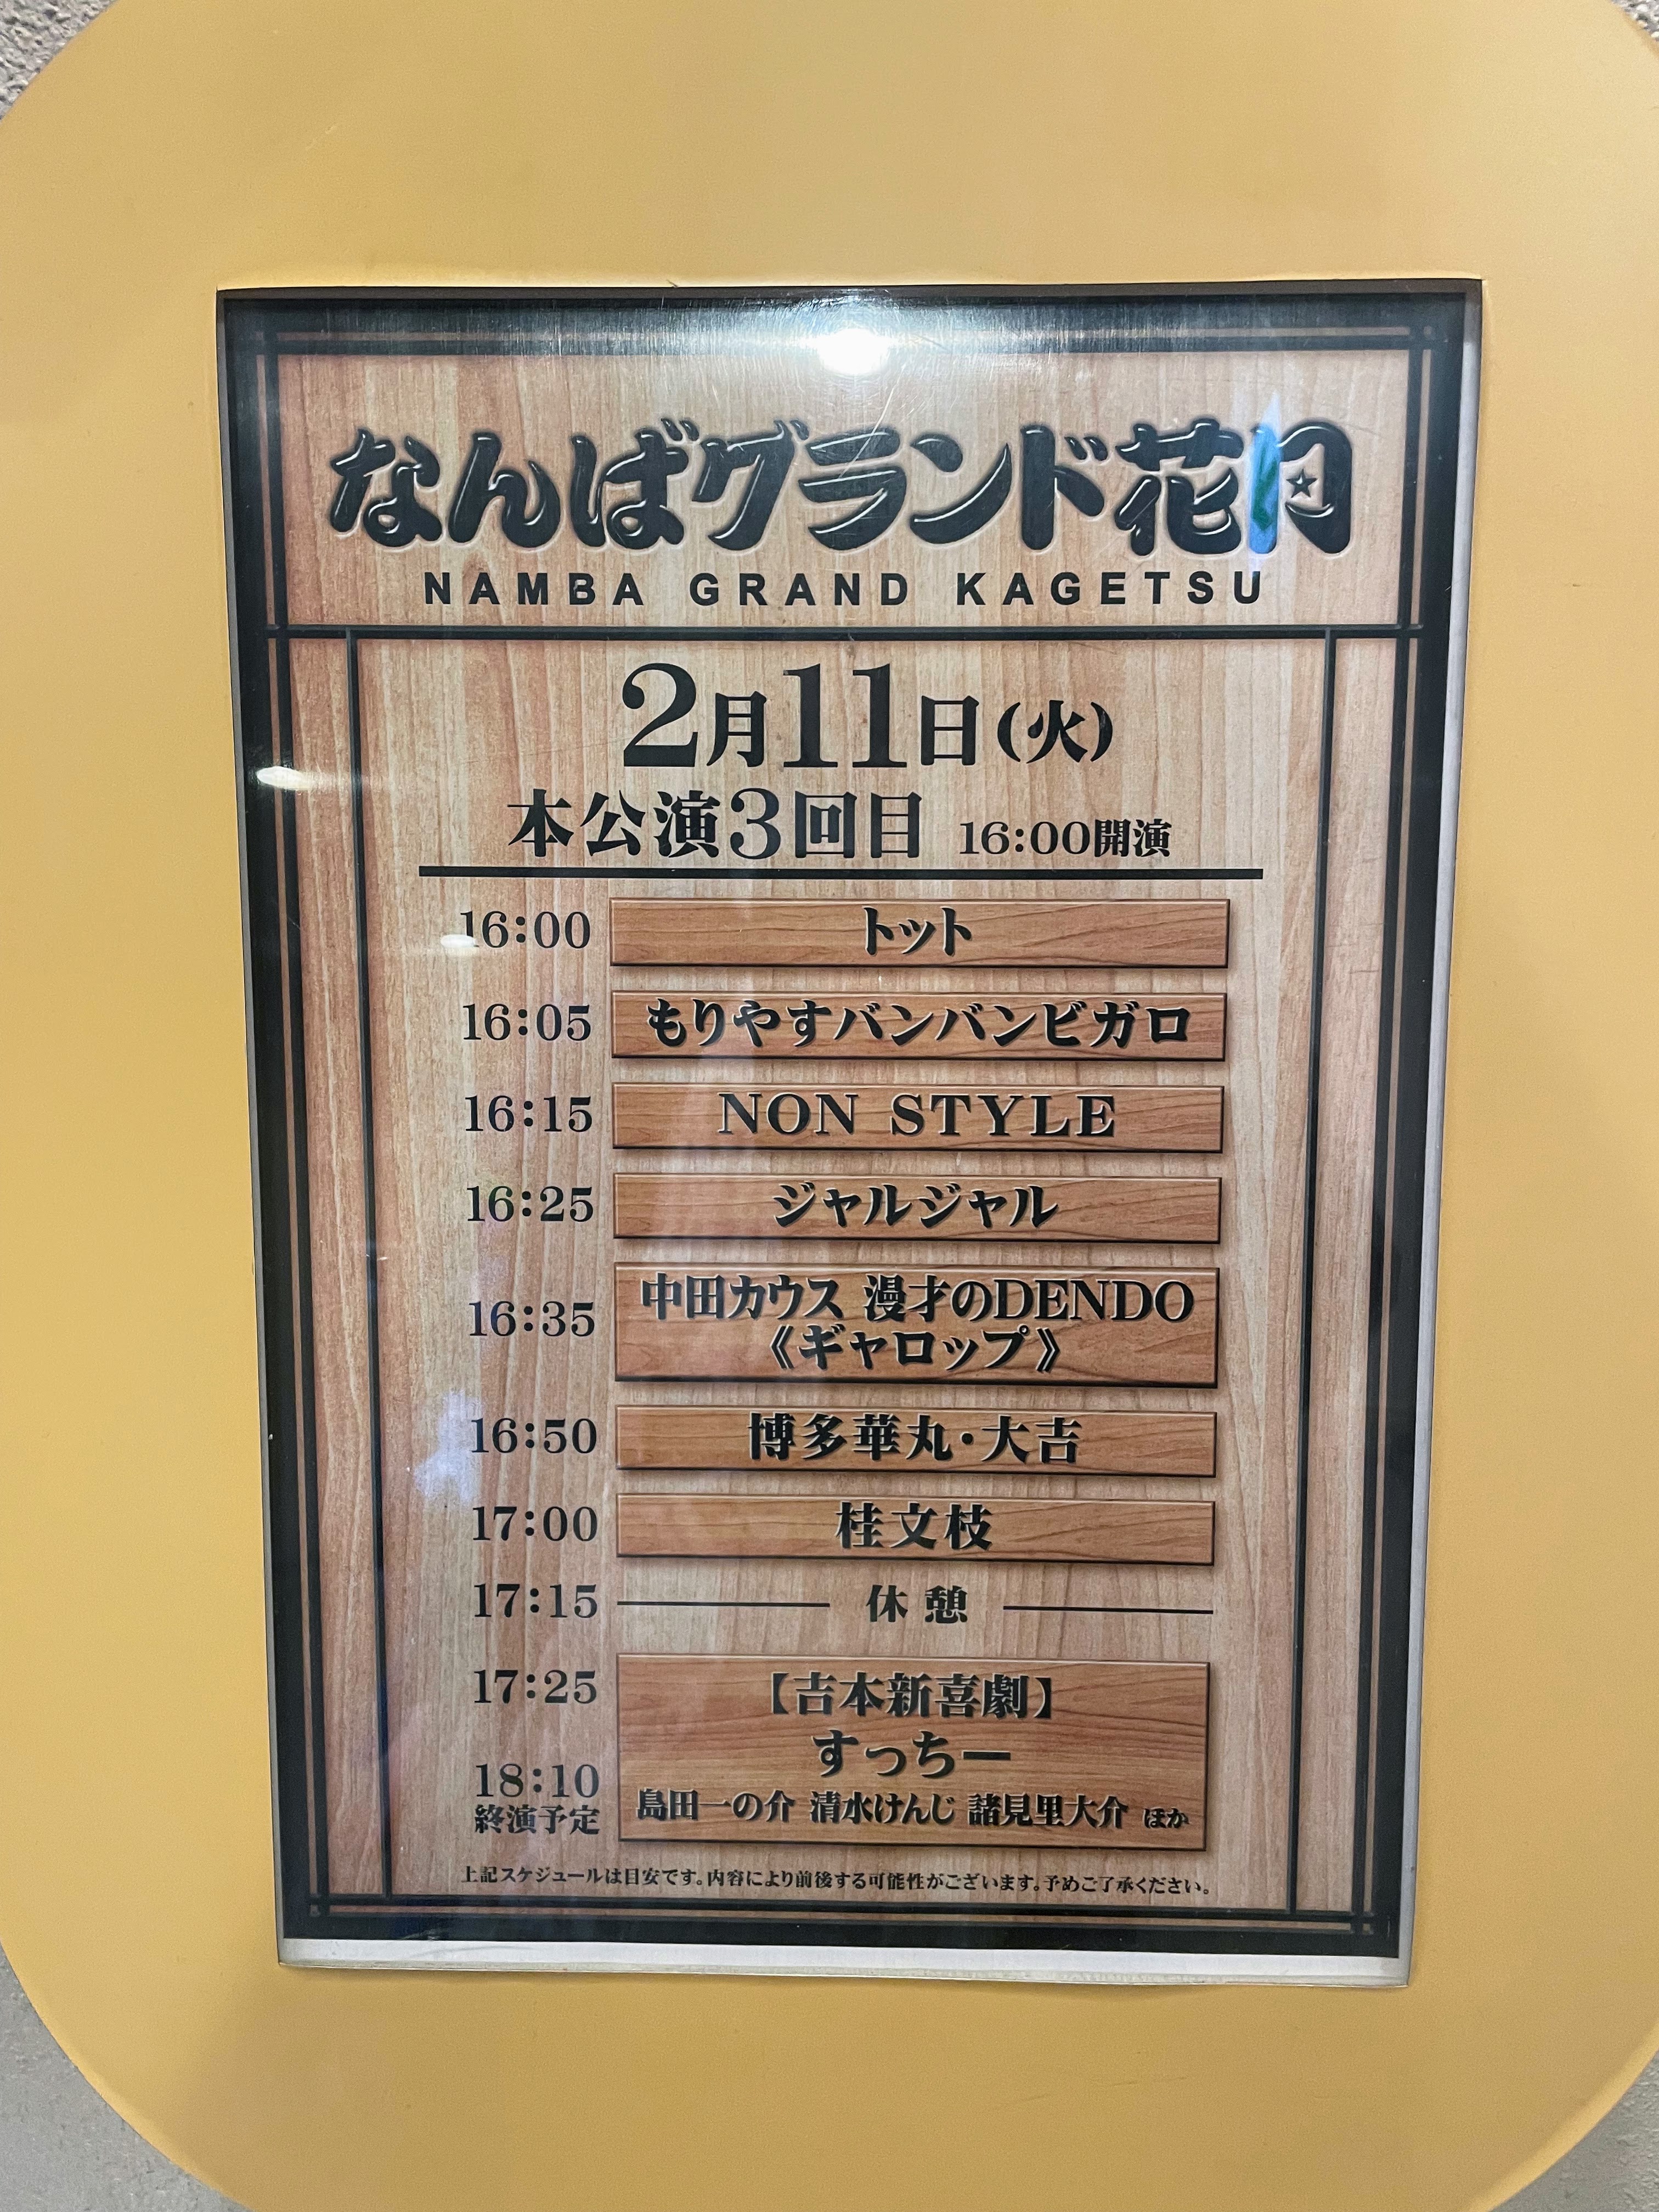 なんばグランド花月
NAMBA GRAND KAGETSU
2月11日(火)
本公演3回目 16:00開演
16:00 トット
16:05 もりやすバンバンビガロ
16:15 NON STYLE
16:25 ジャルジャル
16:35 中田カウス 漫才のDENDO
《ギャロップ》
16:50 博多華丸・大吉
17:00 桂文枝
17:15 休憩
17:25 【吉本新喜劇】
すっちー
18:10 島田一の介 清水けんじ 諸見里大介 ほか
終演予定
上記スケジュールは目安です。内容により前後する可能性がございます。予めご了承ください。